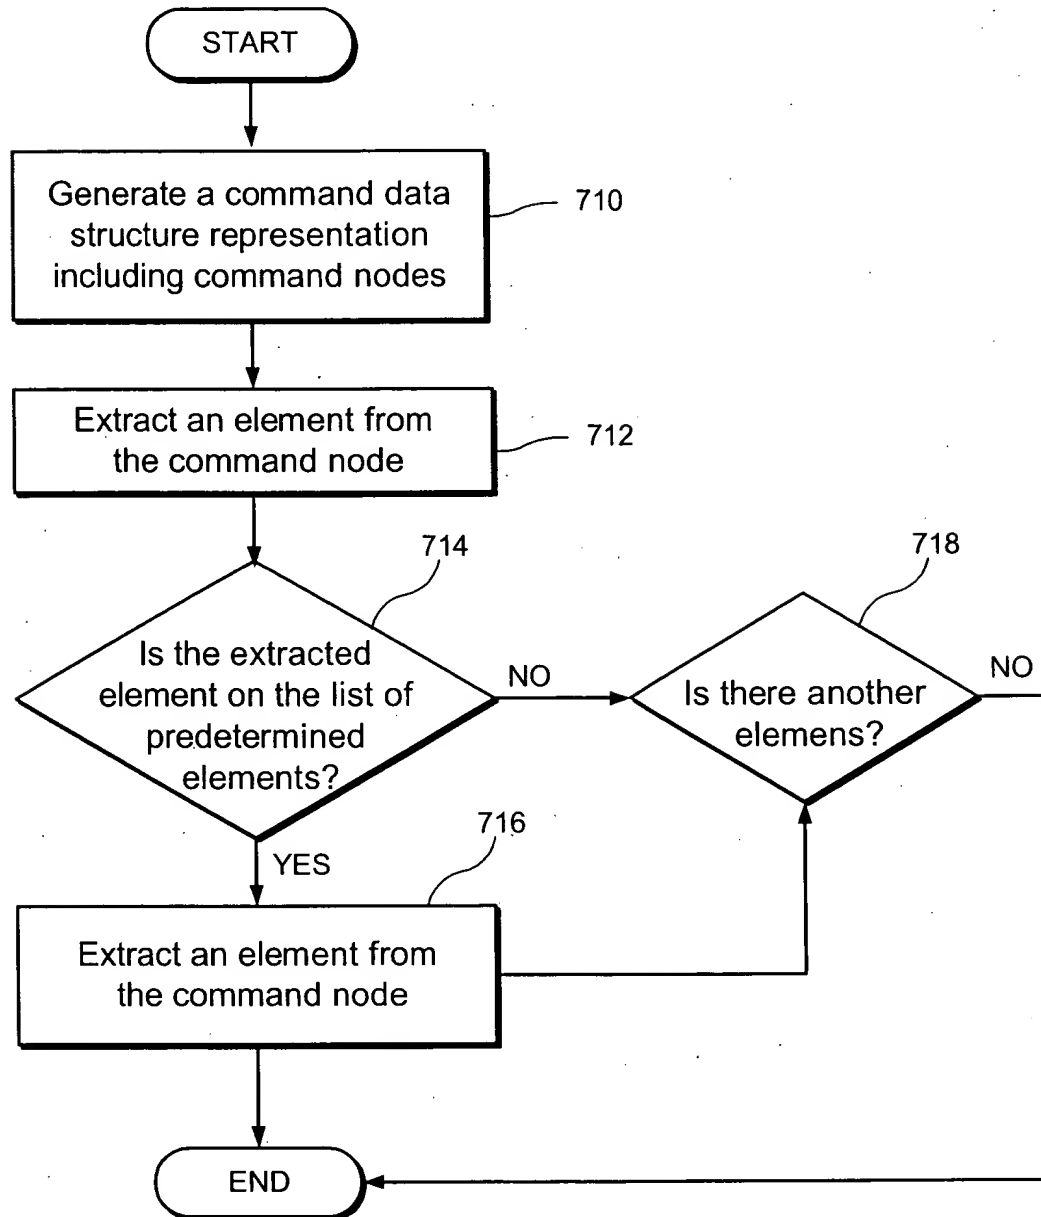 START
Generate a command data
structure representation
including command nodes
710
Extract an element from
the command node
712
714
718
Is the extracted
element on the list of
predetermined
elements?
NO
Is there another
elemens?
NO
716
YES
Extract an element from
the command node
END